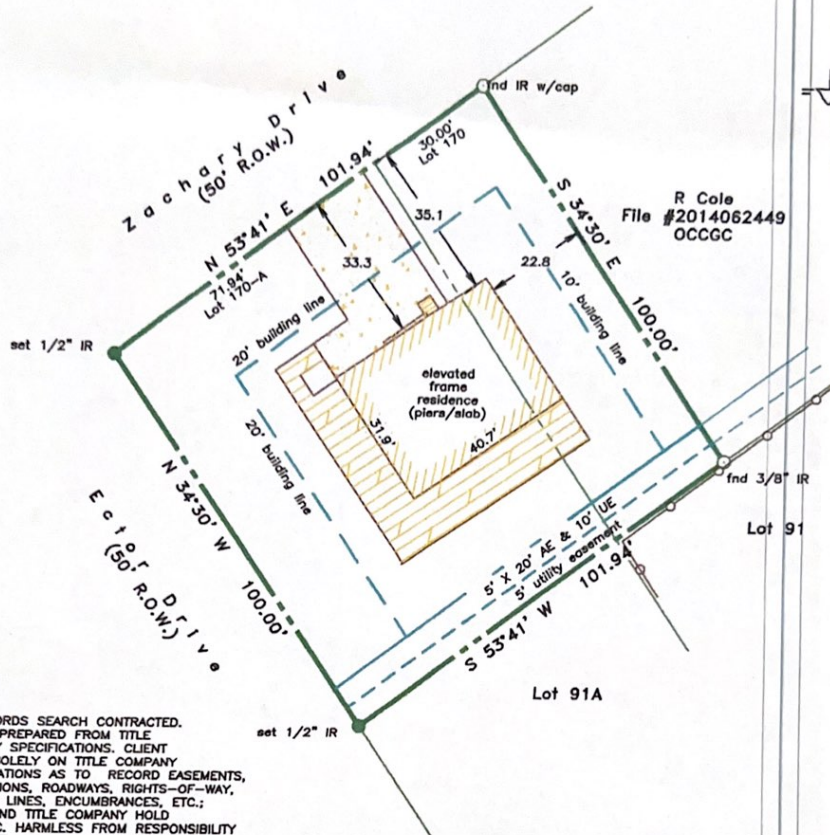 Zachary Drive
(50' R.O.W.)
fnd IR w/cap
30.00'
Lot 170
N 53°41' E 101.94'
71.94'
Lot 170-A
35.1
33.3
22.8
S 34°30' E 100.00'
R Cole
File #2014062449
OCCGC
set 1/2" IR
20' building line
10' building line
20' building line
elevated
frame
residence
(piers/slab)
31.9'
40.7'
N 34°30' W 100.00'
Ector Drive
(50' R.O.W.)
fnd 3/8" IR
Lot 91
5' X 20' AE & 10' UE
5' utility easement
S 53°41' W 101.94'
Lot 91A
set 1/2" IR
ORDS SEARCH CONTRACTED.
PREPARED FROM TITLE
SPECIFICATIONS. CLIENT
SOLELY ON TITLE COMPANY
ATIONS AS TO RECORD EASEMENTS,
IONS, ROADWAYS, RIGHTS-OF-WAY,
LINES, ENCUMBRANCES, ETC.;
ND TITLE COMPANY HOLD
C. HARMLESS FROM RESPONSIBILITY